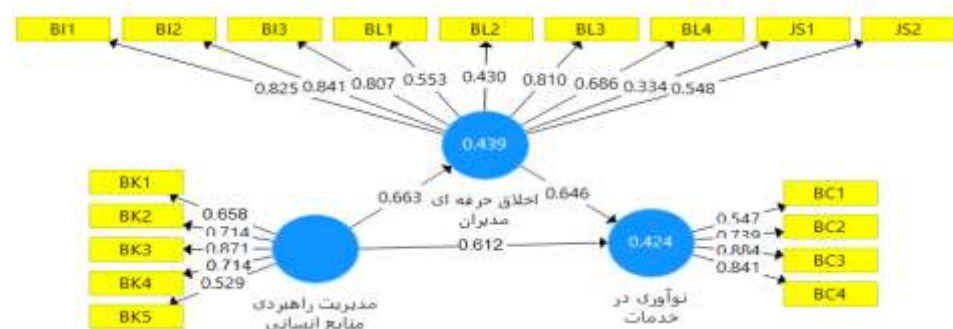 BI1 BI2 BI3 BL1 BL2 BL3 BL4 JS1 JS2
0.825 0.841 0.807 0.553 0.430 0.810 0.686 0.334 0.548
0.439
BK1
BK2
BK3
BK4
BK5
0.658
0.714
0.871
0.714
0.529
0.663
اخلاق حرفه ای
مدیران
0.646
0.612
0.424
BC1
BC2
BC3
BC4
0.547
0.739
0.884
0.841
مدیریت راهبردی
منابع انسانی
نوآوری در
خدمات